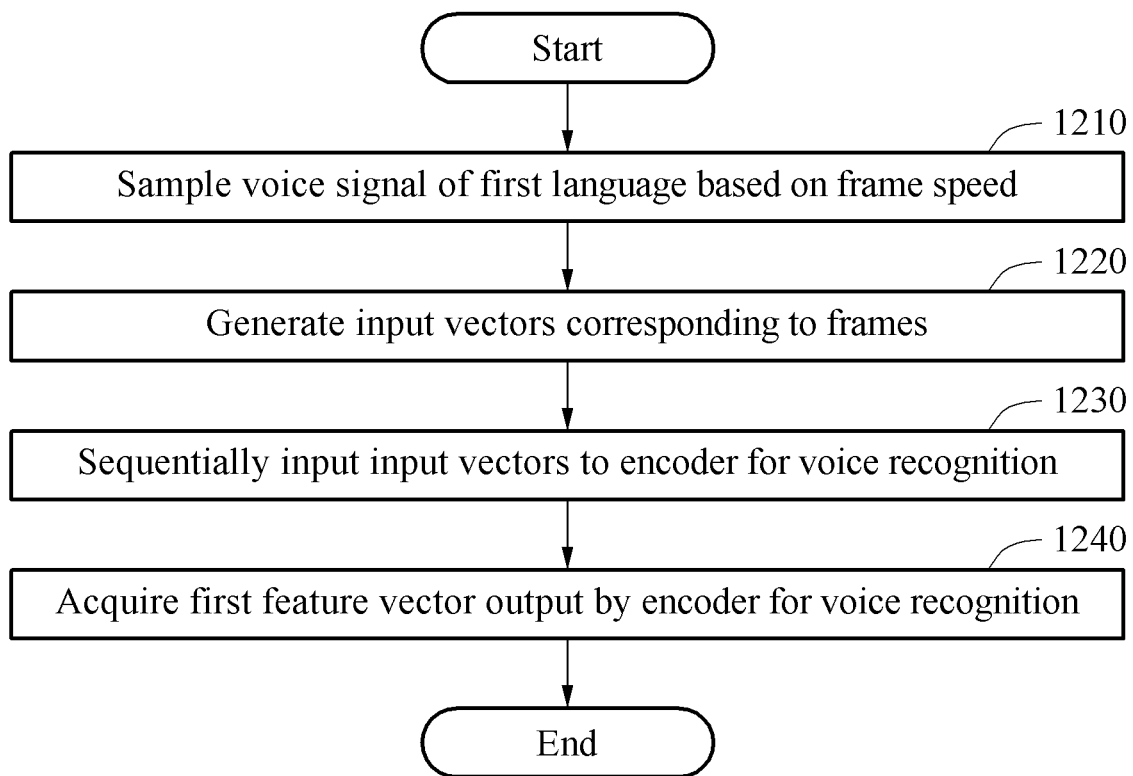 Start
1210
Sample voice signal of first language based on frame speed
1220
Generate input vectors corresponding to frames
1230
Sequentially input input vectors to encoder for voice recognition
1240
Acquire first feature vector output by encoder for voice recognition
End